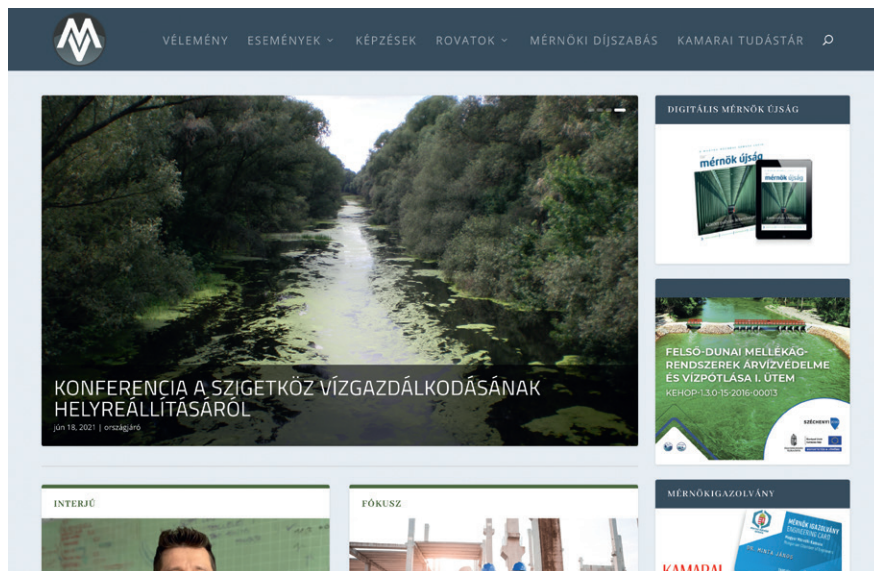 VÉLEMÉNY ESEMÉNYEK KÉPZÉSEK ROVATOK MÉRNÖKI DÍJSZABÁS KAMARAI TUDÁSTÁR
KONFERENCIA A SZIGETKÖZ VÍZGAZDÁLKODÁSÁNAK
HELYREÁLLÍTÁSÁRÓL
jún 18, 2021 | országjáró
DIGITÁLIS MÉRNÖK ÚJSÁG
mérnök újság
mérnök újság
FELSŐ-DUNAI MELLÉKÁG-
RENDSZEREK ÁRVÍZVÉDELME
ÉS VÍZPÓTLÁSA I. ÜTEM
KEHOP-1.3.0-15-2016-00013
SZÉCHENYI
INTERJÚ
FÓKUSZ
MÉRNÖKIGAZOLVÁNY
MÉRNÖK IGAZOLVÁNY
ENGINEERING CARD
KAMARAI